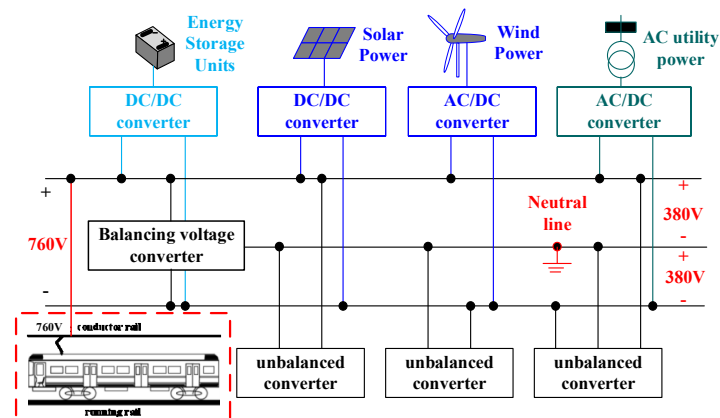 Energy
Storage
Units
Solar
Power
Wind
Power
AC utility
power
DC/DC
converter
DC/DC
converter
AC/DC
converter
AC/DC
converter
+
760V
-
Balancing voltage
converter
Neutral
line
+
380V
-
+
380V
-
760V
conductor rail
running rail
unbalanced
converter
unbalanced
converter
unbalanced
converter